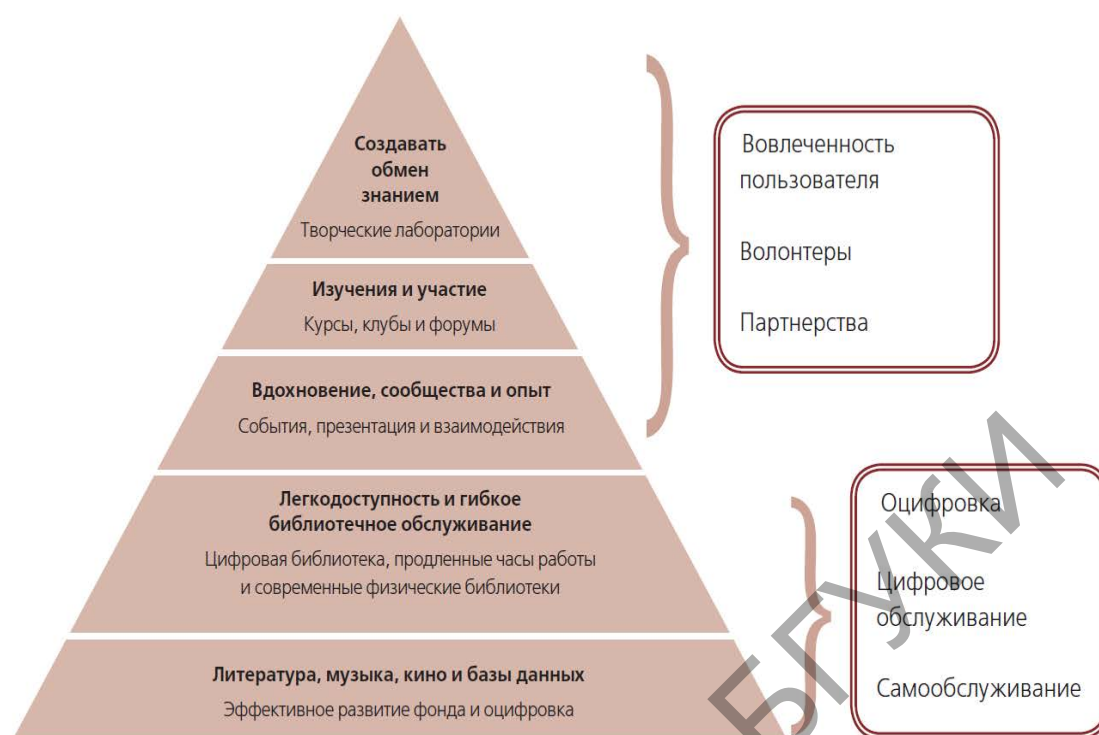 Создавать
обмен
знанием
Творческие лаборатории
Изучения и участие
Курсы, клубы и форумы
Вдохновение, сообщества и опыт
События, презентация и взаимодействия
Легкодоступность и гибкое
библиотечное обслуживание
Цифровая библиотека, продленные часы работы
и современные физические библиотеки
Литература, музыка, кино и базы данных
Эффективное развитие фонда и оцифровка
Вовлеченность
пользователя
Волонтеры
Партнерства
Оцифровка
Цифровое
обслуживание
Самообслуживание
БГУКИ